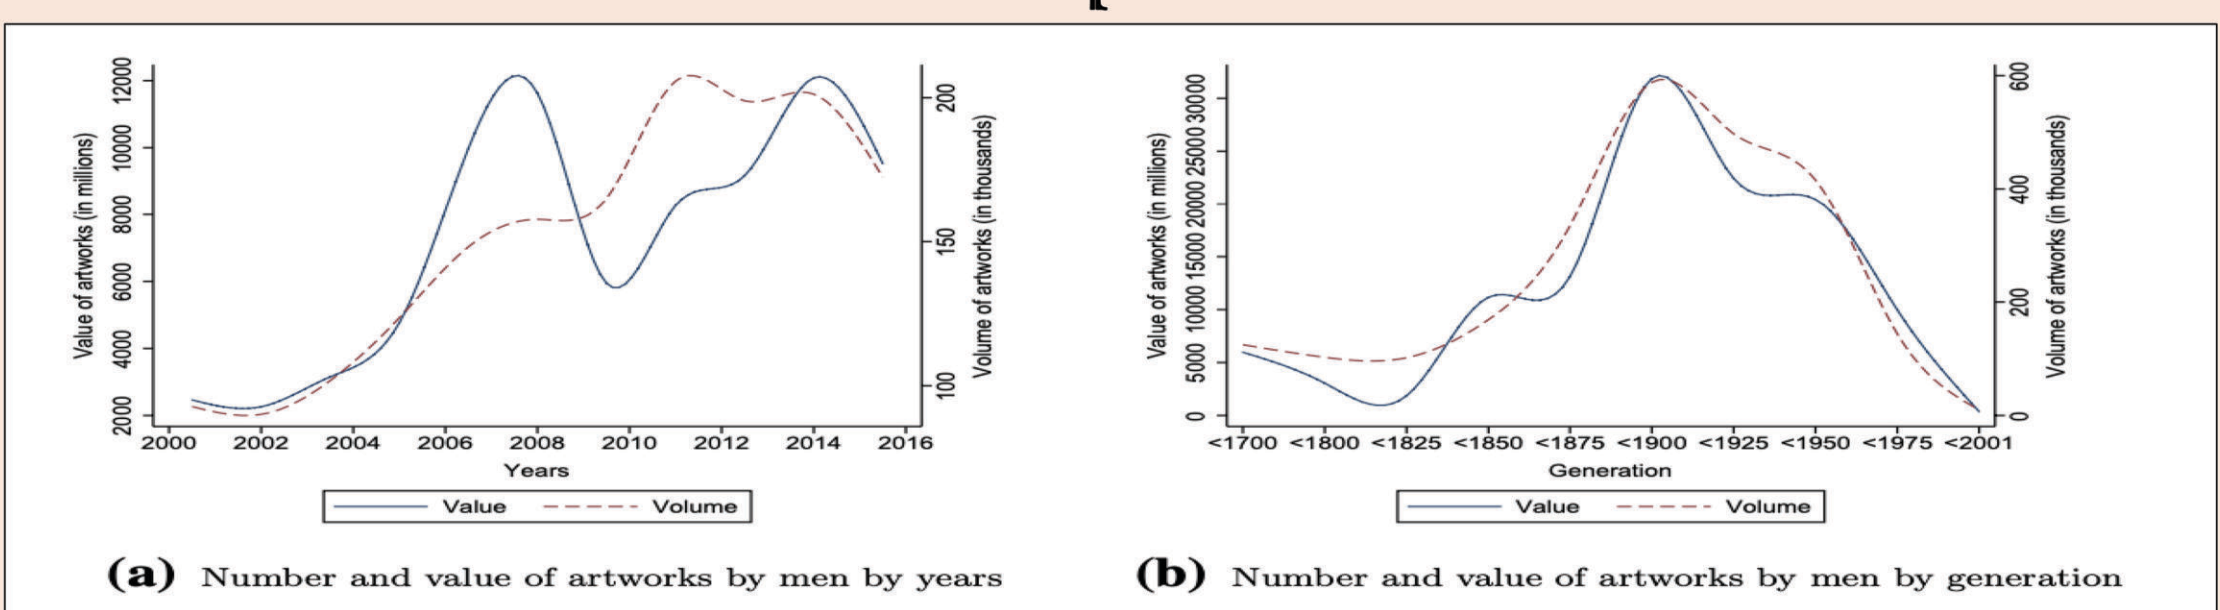 Value of artworks (in millions)
12000
10000
8000
6000
4000
2000
200
150
100
Volume of artworks (in thousands)
2000 2002 2004 2006 2008 2010 2012 2014 2016
Years
Value Volume
(a) Number and value of artworks by men by years
Value of artworks (in millions)
30000
25000
20000
15000
10000
5000
0
600
400
200
0
Volume of artworks (in thousands)
<1700 <1800 <1825 <1850 <1875 <1900 <1925 <1950 <1975 <2001
Generation
Value Volume
(b) Number and value of artworks by men by generation